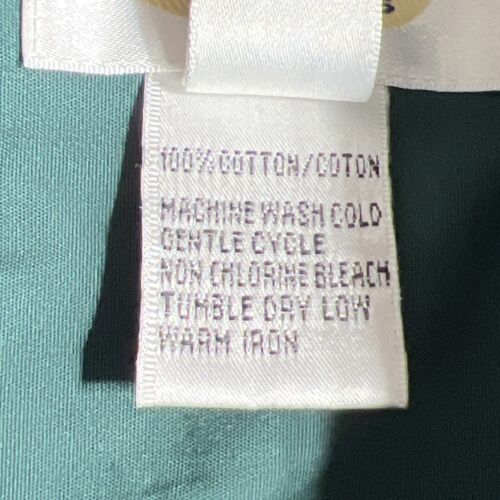 100% COTTON/COTON
MACHINE WASH COLD
GENTLE CYCLE
NON CHLORINE BLEACH
TUMBLE DRY LOW
WARM IRON